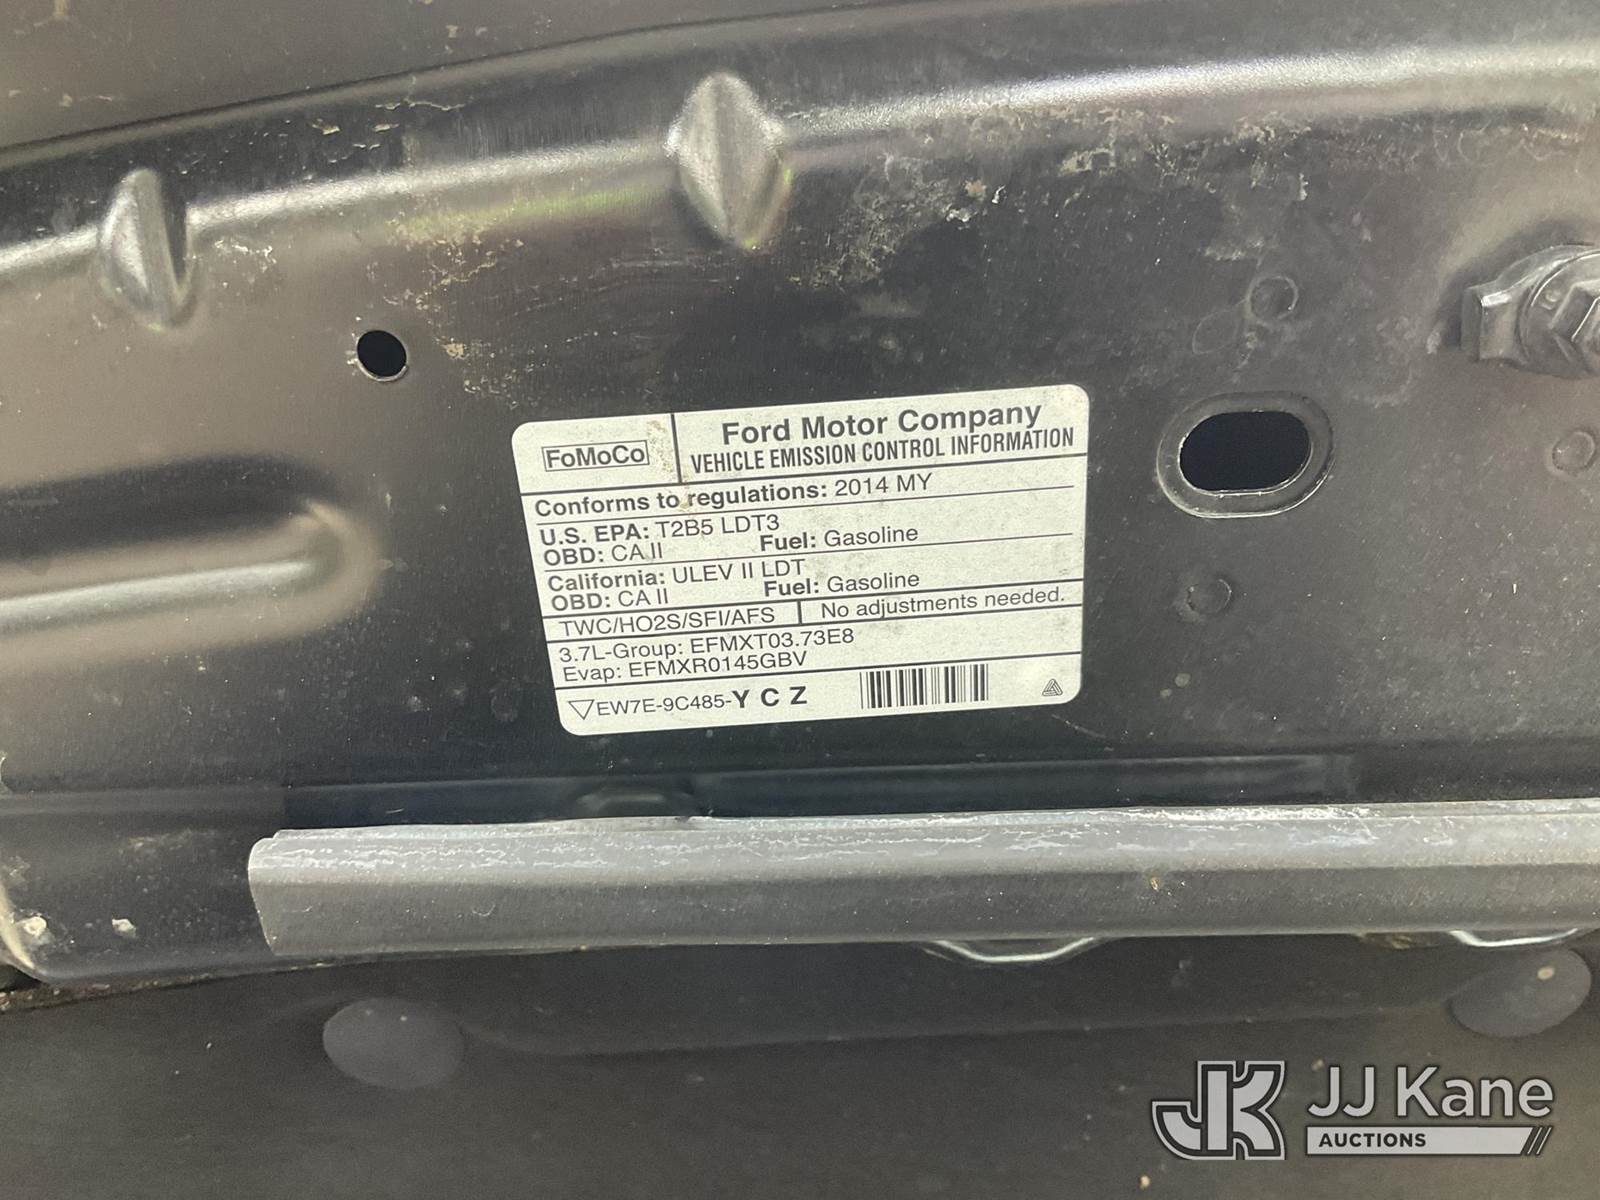 FoMoCo
Ford Motor Company
VEHICLE EMISSION CONTROL INFORMATION
Conforms to regulations: 2014 MY
U.S. EPA: T2B5 LDT3
OBD: CA II Fuel: Gasoline
California: ULEV II LDT
OBD: CA II Fuel: Gasoline
TWC/HO2S/SFI/AFS No adjustments needed.
3.7L-Group: EFMXT03.73E8
Evap: EFMXR0145GBV
EW7E-9C485-Y C Z
JK JJ Kane
AUCTIONS